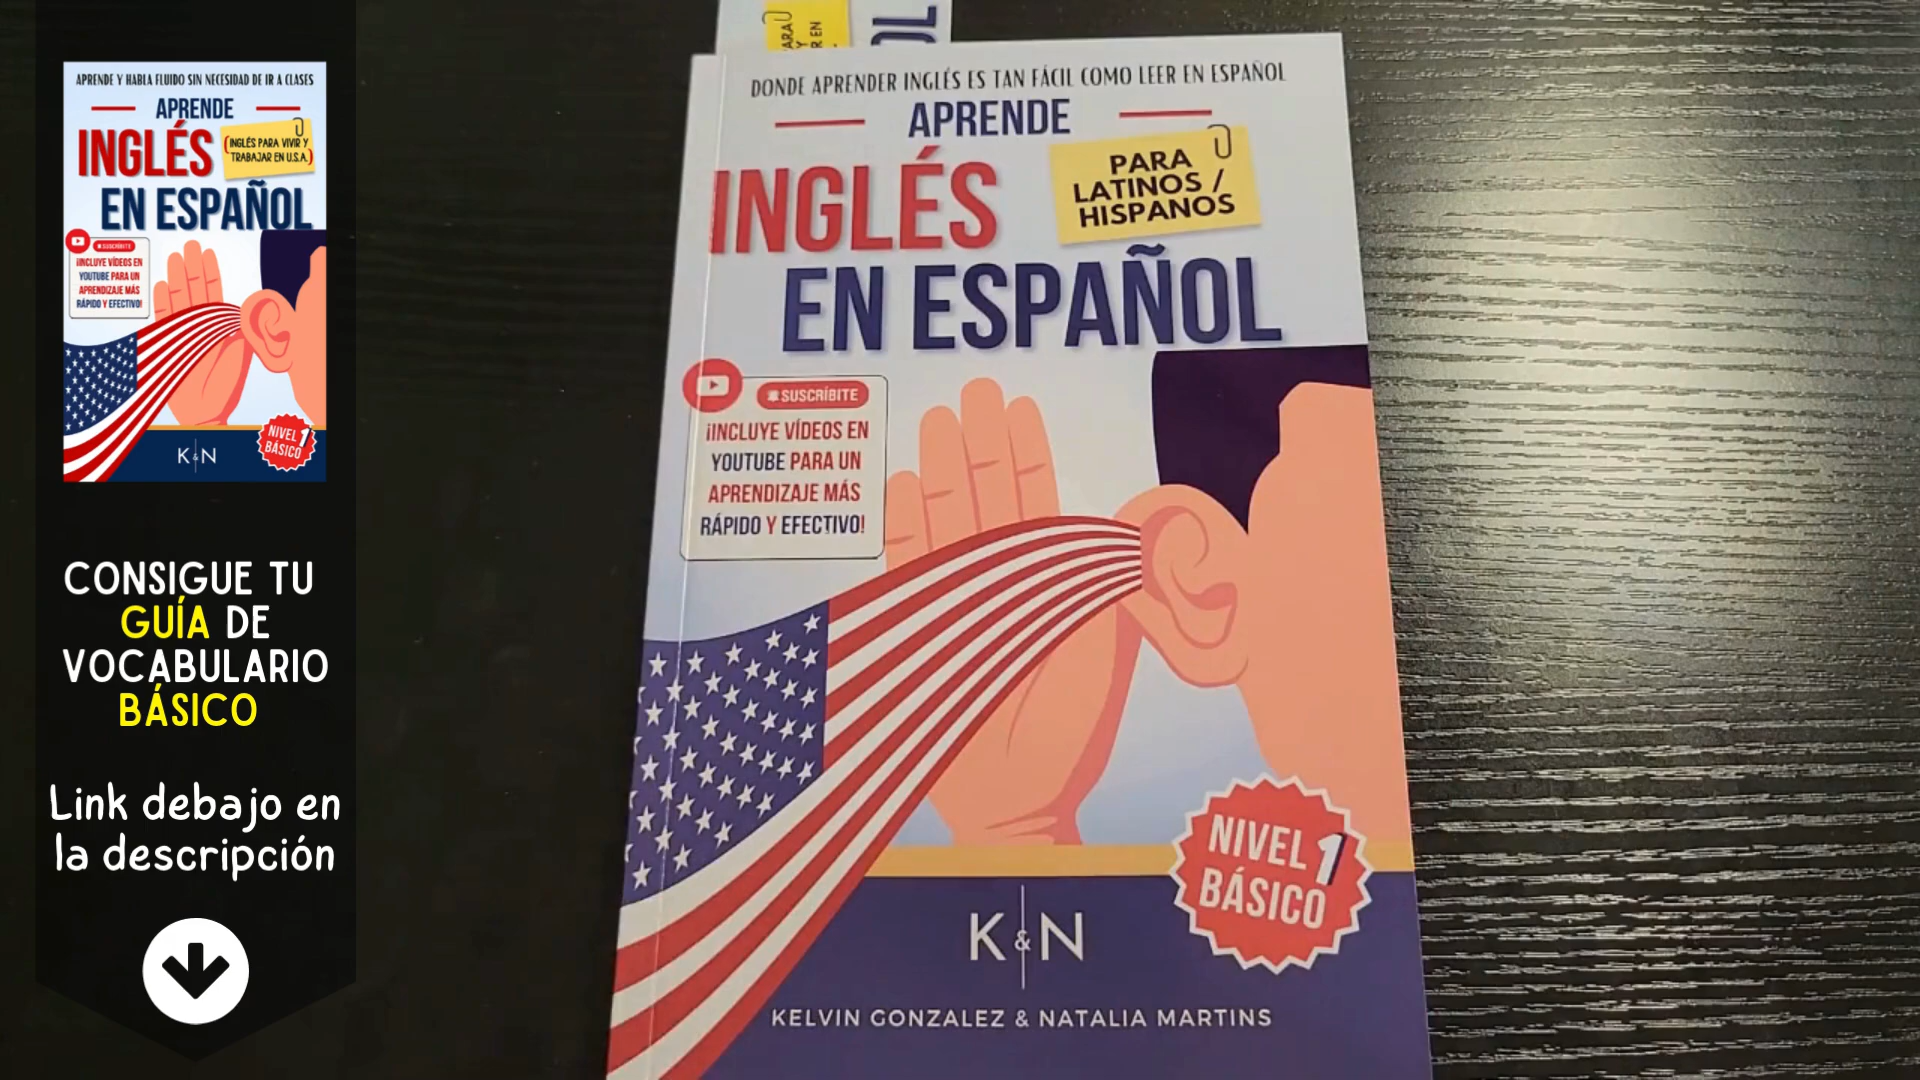 APRENDE Y HABLA FLUIDO SIN NECESIDAD DE IR A CLASES
APRENDE
INGLÉS
(INGLÉS PARA VIVIR Y
TRABAJAR EN U.S.A.)
EN ESPAÑOL
SUSCRÍBITE
¡INCLUYE VÍDEOS EN
YOUTUBE PARA UN
APRENDIZAJE MÁS
RÁPIDO Y EFECTIVO!
NIVEL 1
BÁSICO
K&N
CONSIGUE TU
GUÍA DE
VOCABULARIO
BÁSICO
Link debajo en
la descripción
DONDE APRENDER INGLÉS ES TAN FÁCIL COMO LEER EN ESPAÑOL
APRENDE
INGLÉS
PARA
LATINOS /
HISPANOS
EN ESPAÑOL
SUSCRÍBITE
¡INCLUYE VÍDEOS EN
YOUTUBE PARA UN
APRENDIZAJE MÁS
RÁPIDO Y EFECTIVO!
NIVEL 1
BÁSICO
K&N
KELVIN GONZALEZ & NATALIA MARTINS